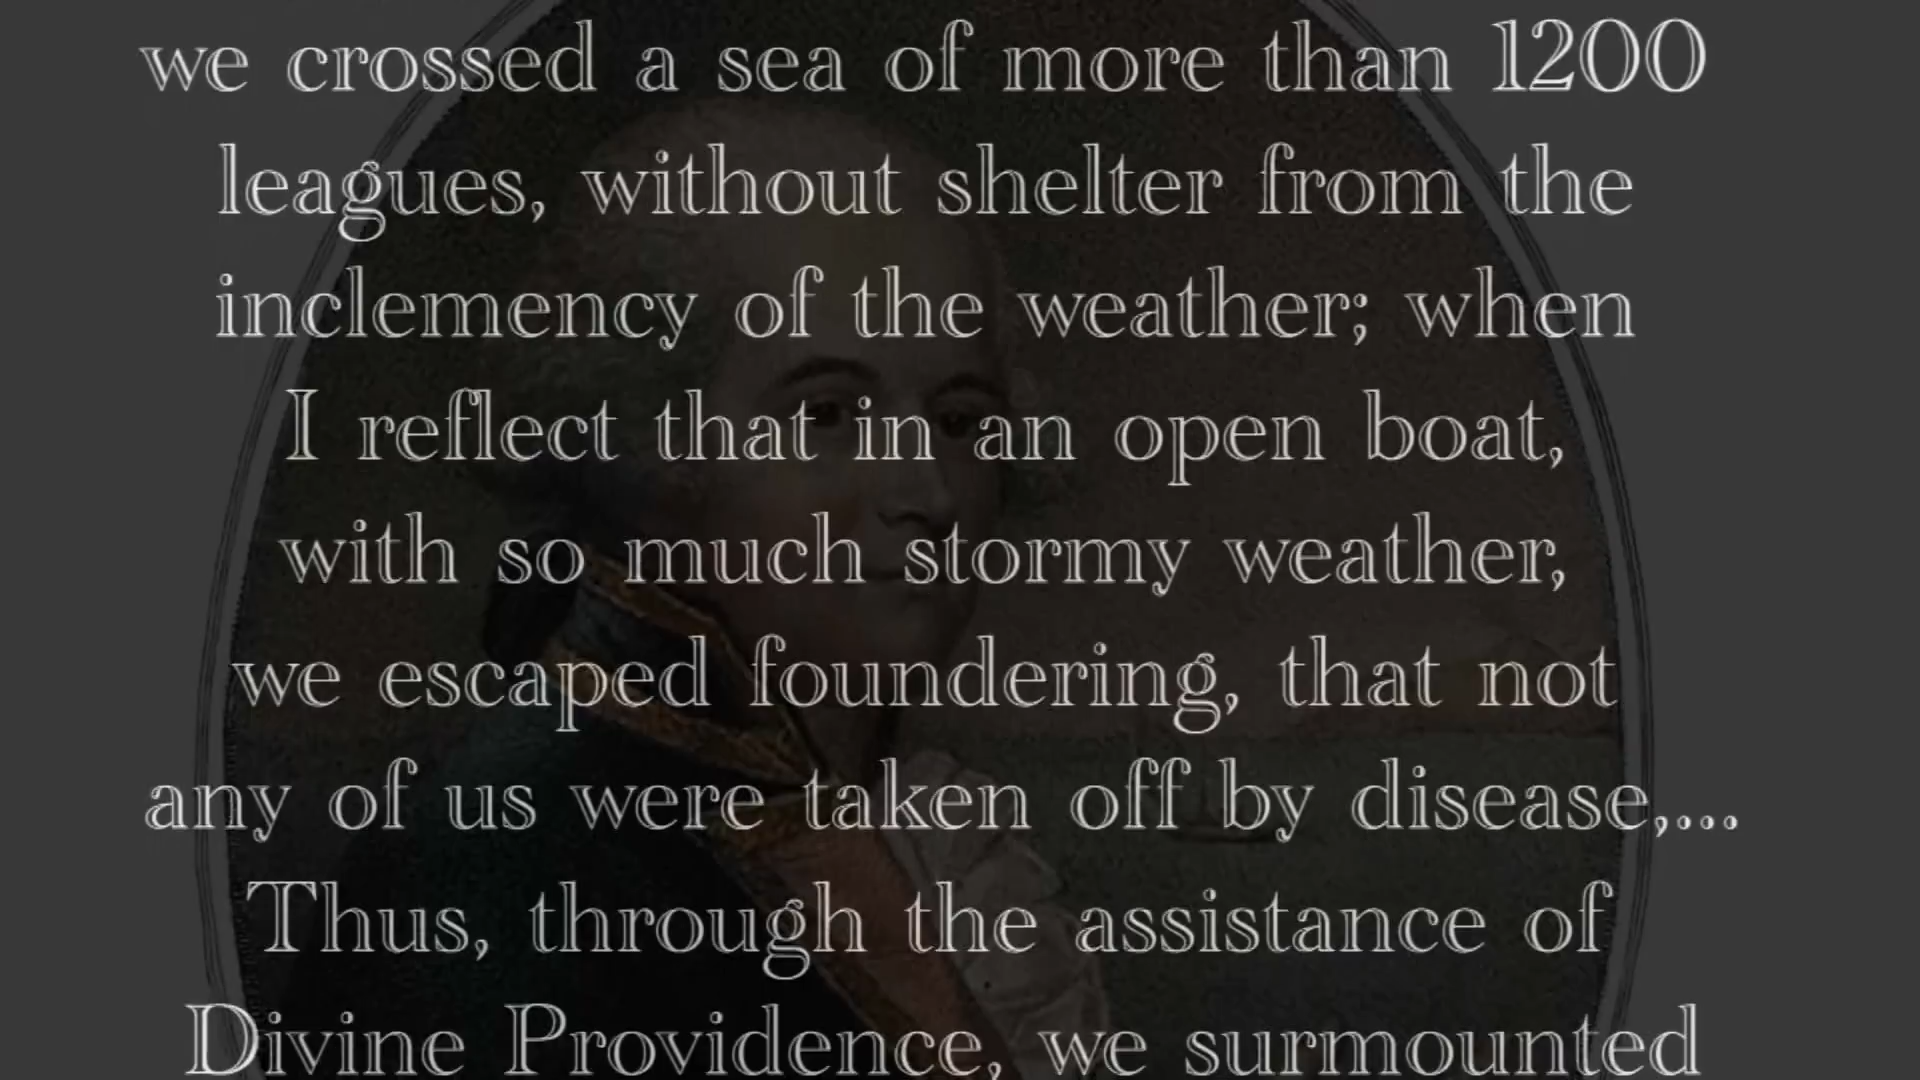 we crossed a sea of more than 1200
leagues, without shelter from the
inclemency of the weather; when
I reflect that in an open boat,
with so much stormy weather,
we escaped foundering, that not
any of us were taken off by disease,...
Thus, through the assistance of
Divine Providence, we surmounted